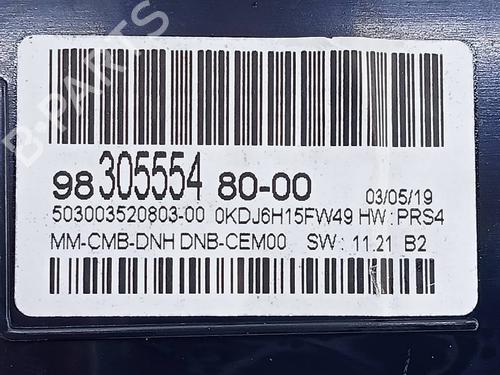 B-PARTS
98 305554 80-00
03/05/19
503003520803-00 0KDJ6H15FW49 HW : PRS4
MM-CMB-DNH DNB-CEM00 SW : 11.21 B2